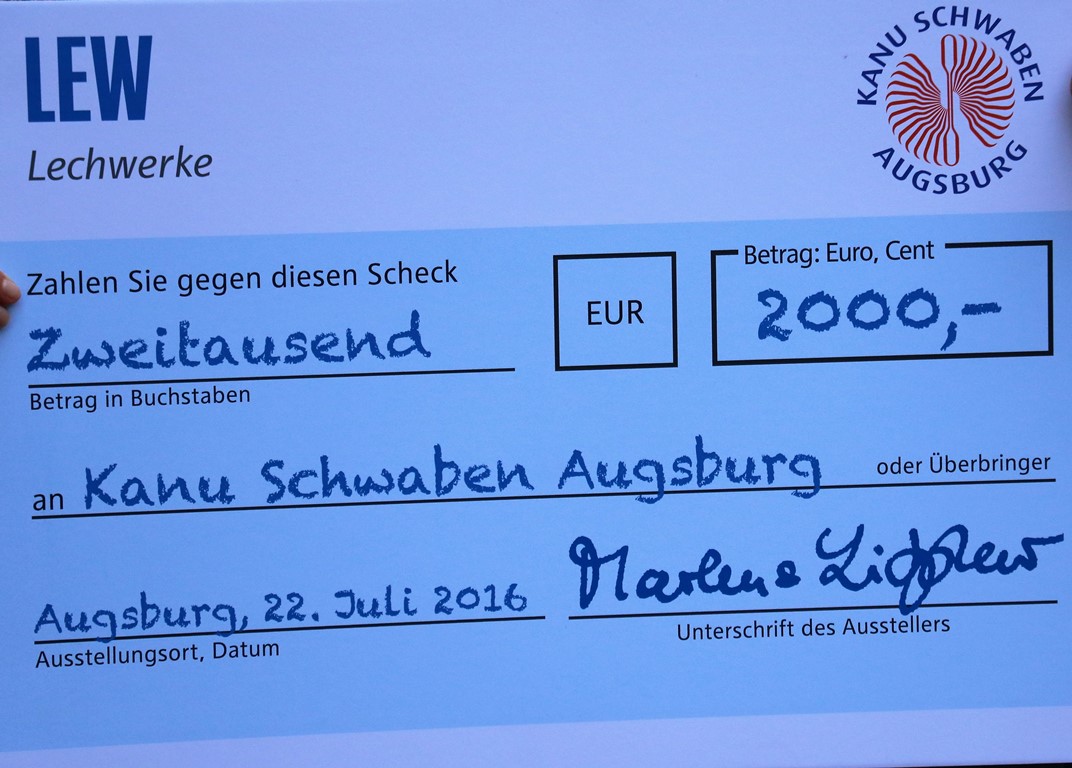 LEW
Lechwerke
KANU SCHWABEN
AUGSBURG
Zahlen Sie gegen diesen Scheck
Zweitausend
Betrag in Buchstaben
EUR
Betrag: Euro, Cent
2000,-
an Kanu Schwaben Augsburg oder Überbringer
Augsburg, 22. Juli 2016
Ausstellungsort, Datum
Marlene
Unterschrift des Ausstellers